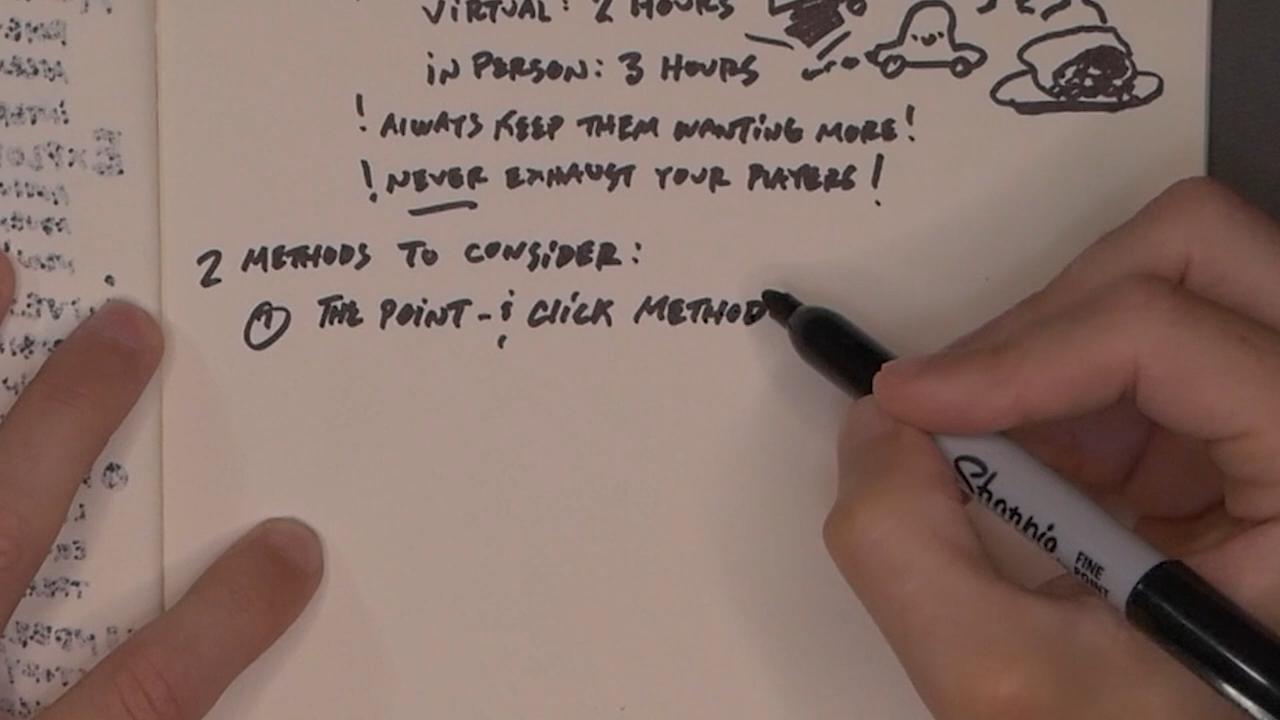 VIRTUAL: 2 HOURS
IN PERSON: 3 HOURS
! ALWAYS KEEP THEM WANTING MORE!
! NEVER EXHAUST YOUR PLAYERS!
2 METHODS TO CONSIDER:
Ⓐ THE POINT-& CLICK METHOD
Sharpie
FINE
POINT